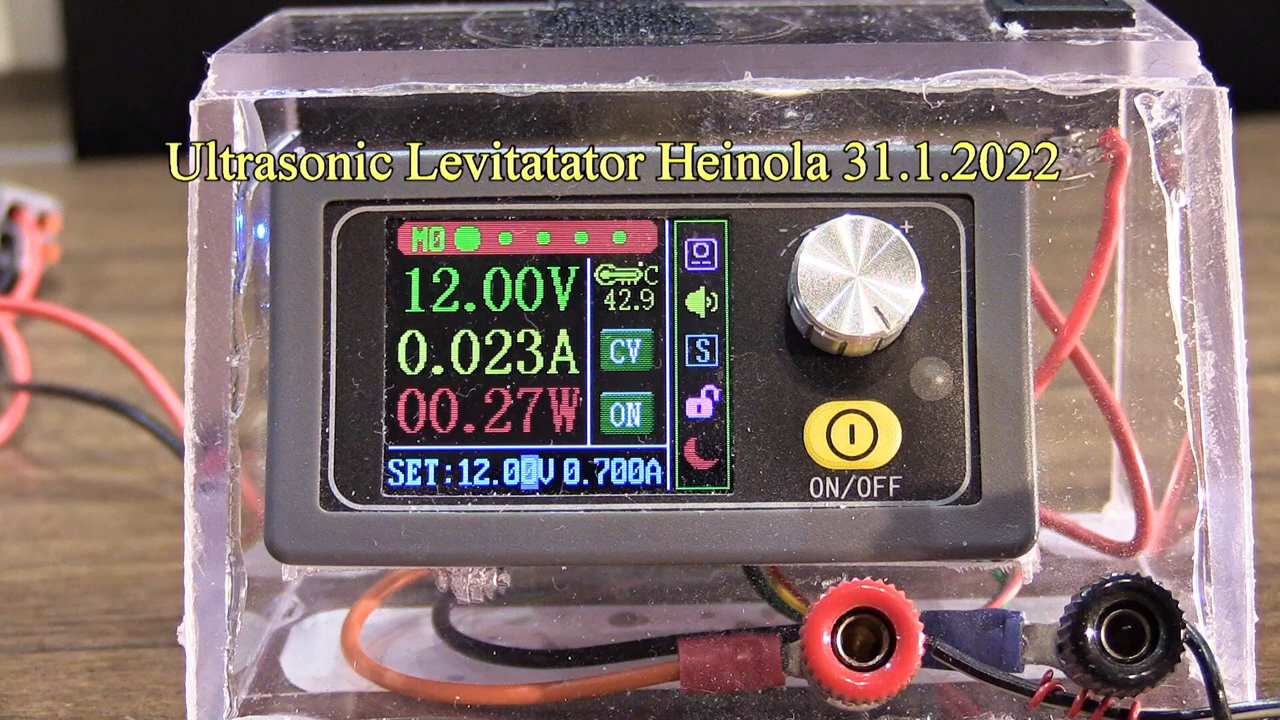 Ultrasonic Levitatator Heinola 31.1.2022
M0
12.00V
°C
42.9
0.023A
CV
00.27W
ON
SET:12.00V 0.700A
S
- +
ON/OFF